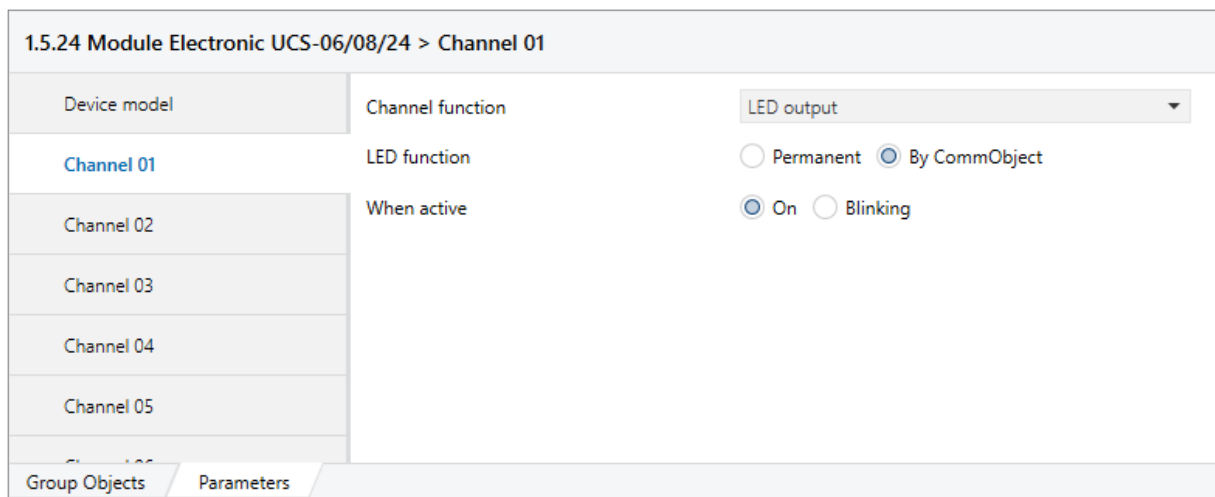 1.5.24 Module Electronic UCS-06/08/24 > Channel 01
Device model
Channel function LED output
Channel 01
LED function Permanent By CommObject
When active On Blinking
Channel 02
Channel 03
Channel 04
Channel 05
Group Objects Parameters